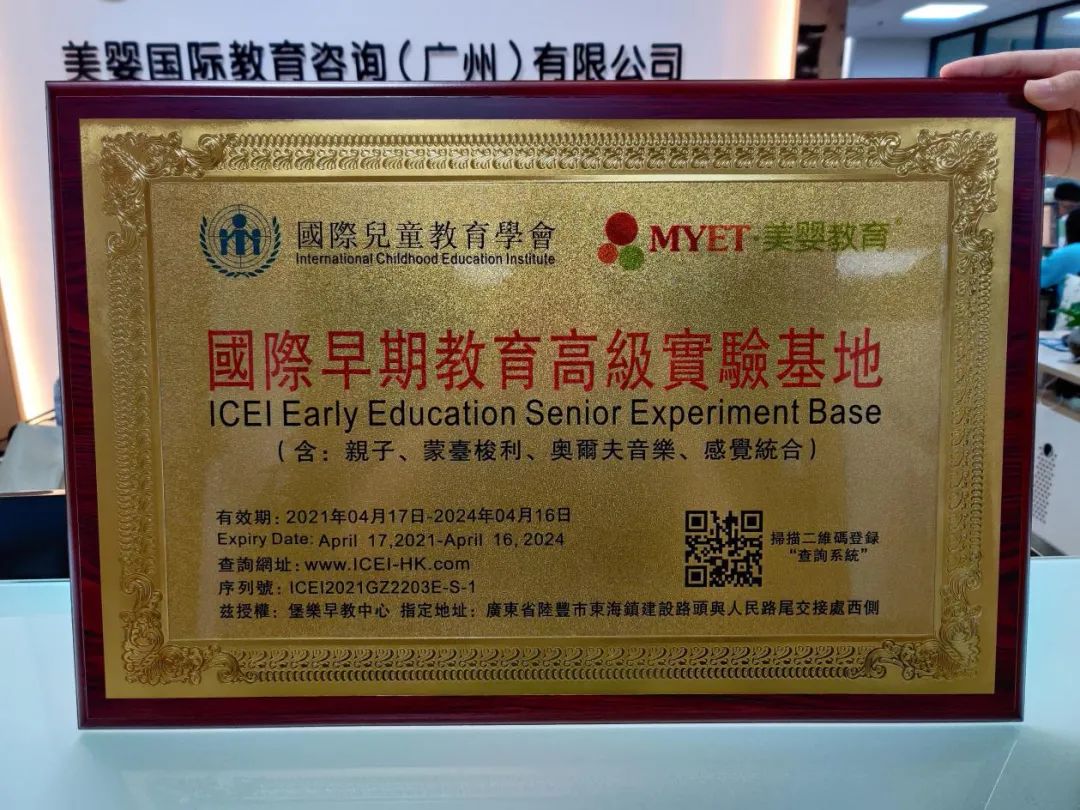 美婴国际教育咨询（广州）有限公司
國際兒童教育學會
International Childhood Education Institute
MYET·美婴教育
國際早期教育高級實驗基地
ICEI Early Education Senior Experiment Base
（含：親子、蒙臺梭利、奧爾夫音樂、感覺統合）
有效期：2021年04月17日-2024年04月16日
Expiry Date: April 17,2021-April 16, 2024
查詢網址：www.ICEI-HK.com
序列號：ICEI2021GZ2203E-S-1
茲授權：堡樂早教中心 指定地址：廣東省陸豐市東海鎮建設路頭與人民路尾交接處西側
掃描二維碼登録
“查詢系統”